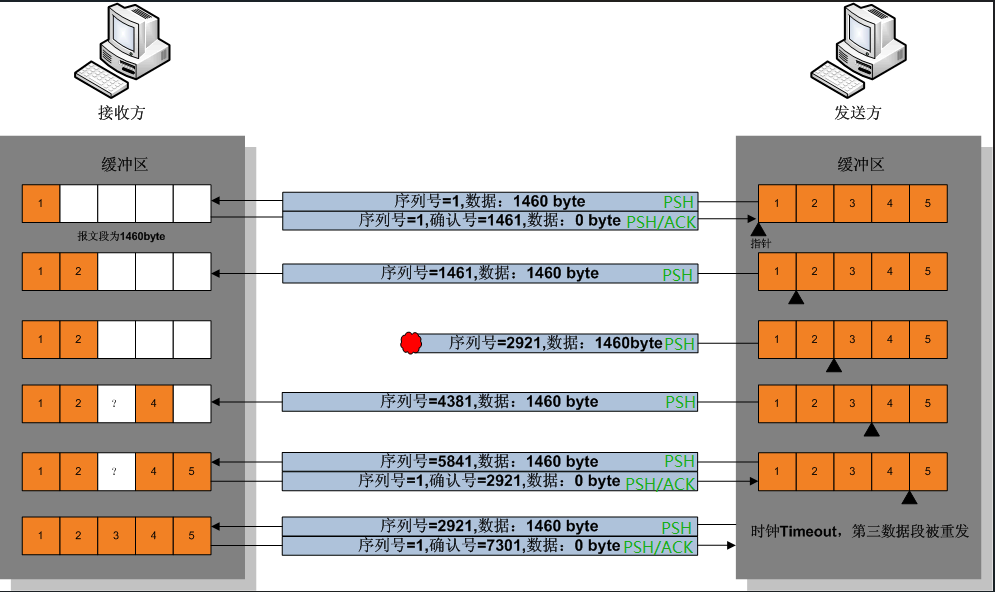 接收方
发送方
缓冲区
缓冲区
1
序列号=1,数据：1460 byte PSH
序列号=1,确认号=1461,数据：0 byte PSH/ACK
1 2 3 4 5
报文段为1460byte
指针
1 2
序列号=1461,数据：1460 byte PSH
1 2 3 4 5
1 2
序列号=2921,数据：1460byte PSH
1 2 3 4 5
1 2 ? 4
序列号=4381,数据：1460 byte PSH
1 2 3 4 5
1 2 ? 4 5
序列号=5841,数据：1460 byte PSH
序列号=1,确认号=2921,数据：0 byte PSH/ACK
1 2 3 4 5
1 2 3 4 5
序列号=2921,数据：1460 byte PSH
序列号=1,确认号=7301,数据：0 byte PSH/ACK
时钟Timeout，第三数据段被重发